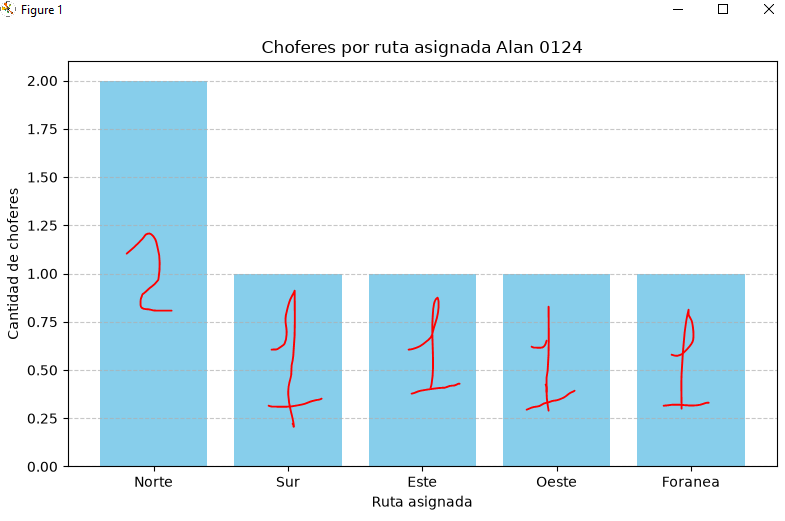 Figure 1
Choferes por ruta asignada Alan 0124
Cantidad de choferes
2.00
1.75
1.50
1.25
1.00
0.75
0.50
0.25
0.00
2 1 1 1 1
Norte Sur Este Oeste Foranea
Ruta asignada